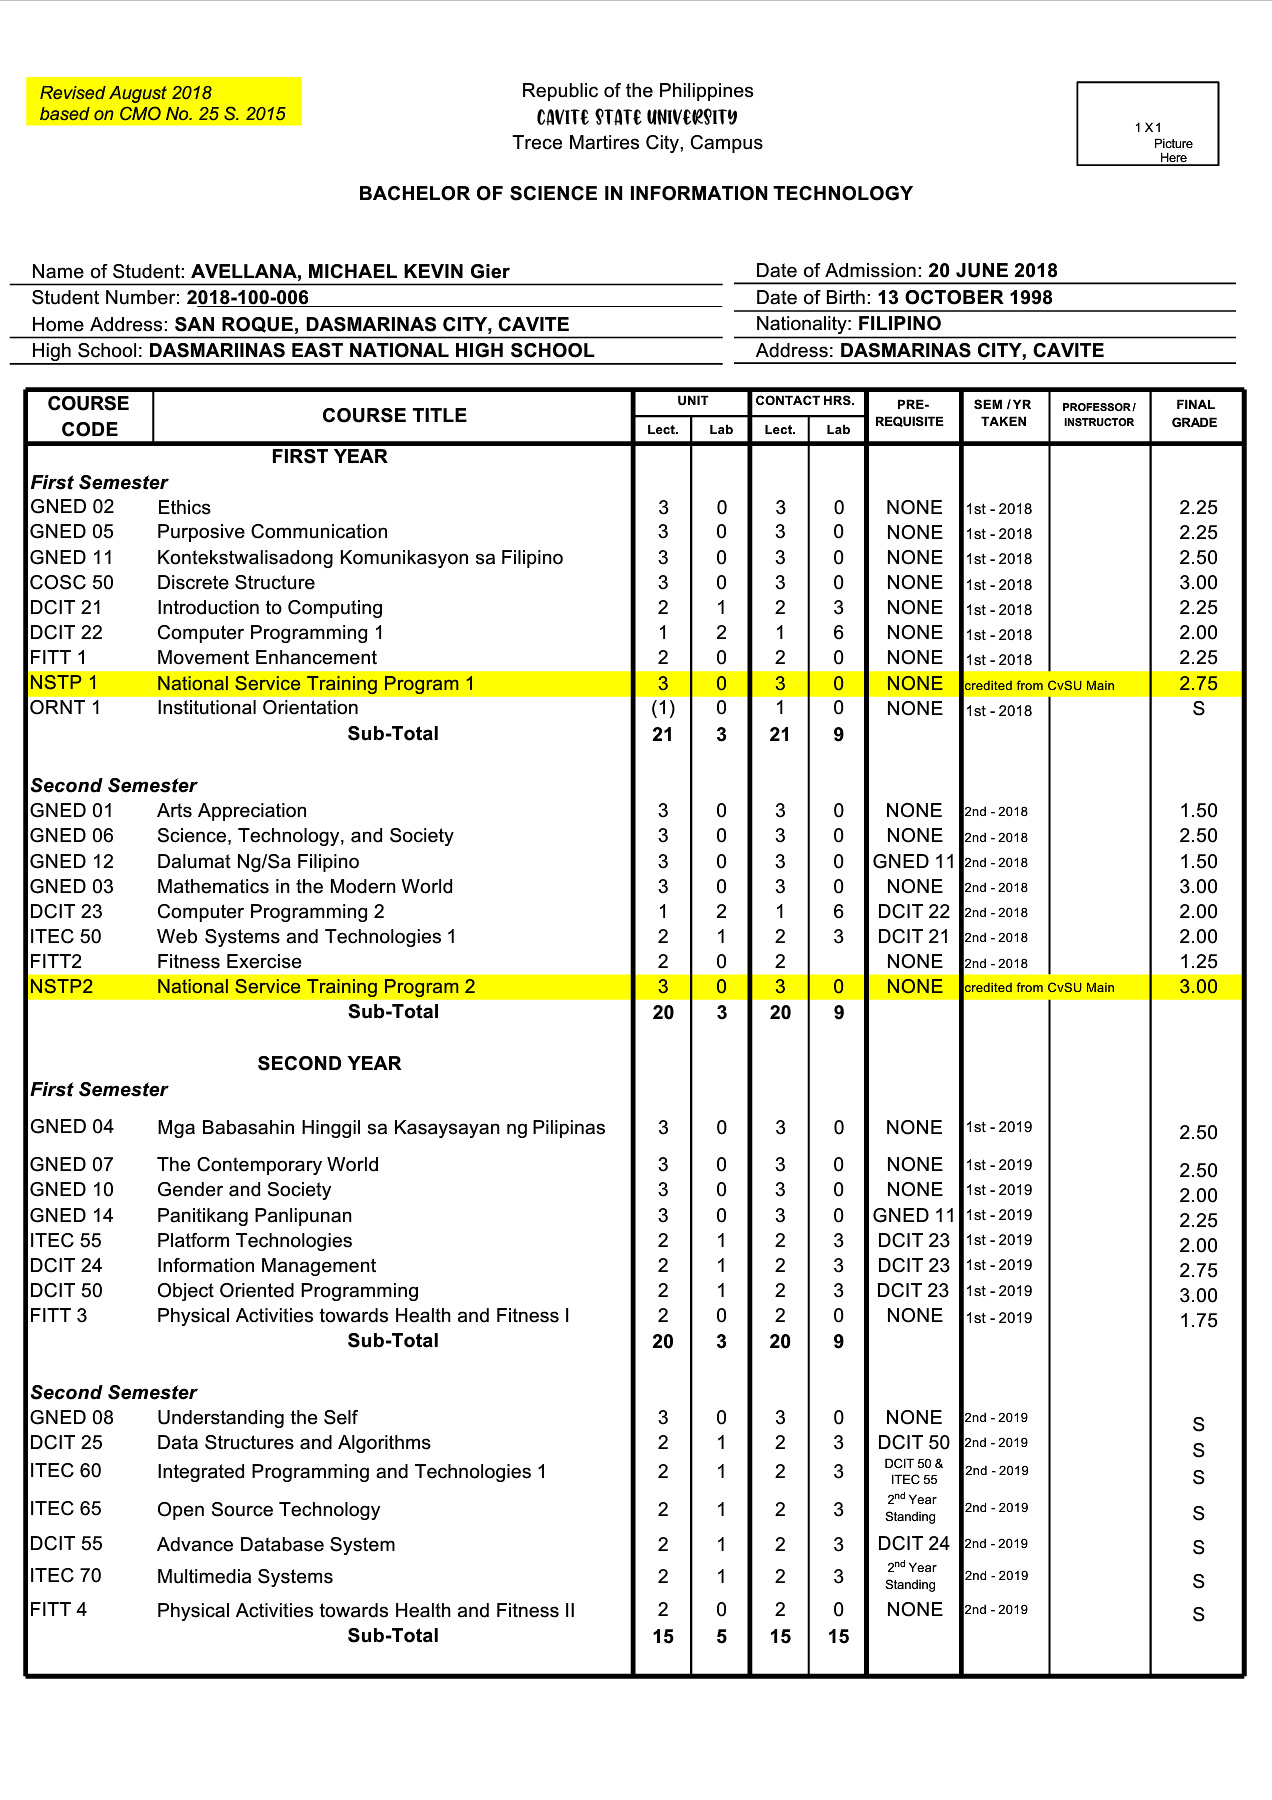 Revised August 2018
based on CMO No. 25 S. 2015
Republic of the Philippines
CAVITE STATE UNIVERSITY
Trece Martires City, Campus
1 X 1
Picture
Here
BACHELOR OF SCIENCE IN INFORMATION TECHNOLOGY
Name of Student: AVELLANA, MICHAEL KEVIN Gier
Date of Admission: 20 JUNE 2018
Student Number: 2018-100-006
Date of Birth: 13 OCTOBER 1998
Home Address: SAN ROQUE, DASMARINAS CITY, CAVITE
Nationality: FILIPINO
High School: DASMARIINAS EAST NATIONAL HIGH SCHOOL
Address: DASMARINAS CITY, CAVITE
COURSE CODE COURSE TITLE UNIT CONTACT HRS. PRE-REQUISITE SEM / YR TAKEN PROFESSOR / INSTRUCTOR FINAL GRADE
Lect. Lab Lect. Lab
FIRST YEAR
First Semester
GNED 02 Ethics 3 0 3 0 NONE 1st - 2018 2.25
GNED 05 Purposive Communication 3 0 3 0 NONE 1st - 2018 2.25
GNED 11 Kontekstwalisadong Komunikasyon sa Filipino 3 0 3 0 NONE 1st - 2018 2.50
COSC 50 Discrete Structure 3 0 3 0 NONE 1st - 2018 3.00
DCIT 21 Introduction to Computing 2 1 2 3 NONE 1st - 2018 2.25
DCIT 22 Computer Programming 1 1 2 1 6 NONE 1st - 2018 2.00
FITT 1 Movement Enhancement 2 0 2 0 NONE 1st - 2018 2.25
NSTP 1 National Service Training Program 1 3 0 3 0 NONE credited from CvSU Main 2.75
ORNT 1 Institutional Orientation (1) 0 1 0 NONE 1st - 2018 S
Sub-Total 21 3 21 9
Second Semester
GNED 01 Arts Appreciation 3 0 3 0 NONE 2nd - 2018 1.50
GNED 06 Science, Technology, and Society 3 0 3 0 NONE 2nd - 2018 2.50
GNED 12 Dalumat Ng/Sa Filipino 3 0 3 0 GNED 11 2nd - 2018 1.50
GNED 03 Mathematics in the Modern World 3 0 3 0 NONE 2nd - 2018 3.00
DCIT 23 Computer Programming 2 1 2 1 6 DCIT 22 2nd - 2018 2.00
ITEC 50 Web Systems and Technologies 1 2 1 2 3 DCIT 21 2nd - 2018 2.00
FITT2 Fitness Exercise 2 0 2 NONE 2nd - 2018 1.25
NSTP2 National Service Training Program 2 3 0 3 0 NONE credited from CvSU Main 3.00
Sub-Total 20 3 20 9
SECOND YEAR
First Semester
GNED 04 Mga Babasahin Hinggil sa Kasaysayan ng Pilipinas 3 0 3 0 NONE 1st - 2019 2.50
GNED 07 The Contemporary World 3 0 3 0 NONE 1st - 2019 2.50
GNED 10 Gender and Society 3 0 3 0 NONE 1st - 2019 2.00
GNED 14 Panitikang Panlipunan 3 0 3 0 GNED 11 1st - 2019 2.25
ITEC 55 Platform Technologies 2 1 2 3 DCIT 23 1st - 2019 2.00
DCIT 24 Information Management 2 1 2 3 DCIT 23 1st - 2019 2.75
DCIT 50 Object Oriented Programming 2 1 2 3 DCIT 23 1st - 2019 3.00
FITT 3 Physical Activities towards Health and Fitness I 2 0 2 0 NONE 1st - 2019 1.75
Sub-Total 20 3 20 9
Second Semester
GNED 08 Understanding the Self 3 0 3 0 NONE 2nd - 2019 S
DCIT 25 Data Structures and Algorithms 2 1 2 3 DCIT 50 2nd - 2019 S
ITEC 60 Integrated Programming and Technologies 1 2 1 2 3 DCIT 50 & ITEC 55 2nd - 2019 S
ITEC 65 Open Source Technology 2 1 2 3 2nd Year Standing 2nd - 2019 S
DCIT 55 Advance Database System 2 1 2 3 DCIT 24 2nd - 2019 S
ITEC 70 Multimedia Systems 2 1 2 3 2nd Year Standing 2nd - 2019 S
FITT 4 Physical Activities towards Health and Fitness II 2 0 2 0 NONE 2nd - 2019 S
Sub-Total 15 5 15 15